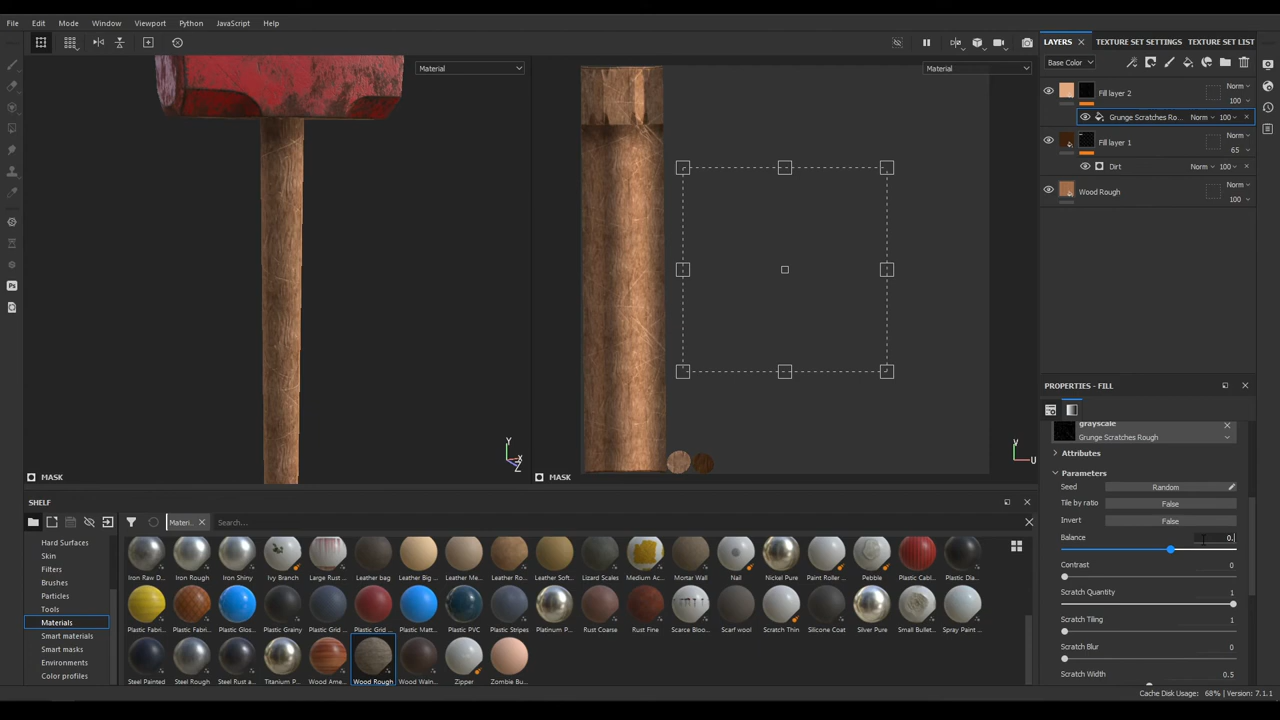 File Edit Mode Window Viewport Python JavaScript Help
LAYERS TEXTURE SET SETTINGS TEXTURE SET LIST
Base Color
Material
Material
Fill layer 2 Norm 100
Grunge Scratches Ro... Norm 100
Fill layer 1 Norm 65
Dirt Norm 100
Wood Rough Norm 100
Y X Z
V U
MASK
MASK
PROPERTIES - FILL
grayscale
Grunge Scratches Rough
Attributes
Parameters
Seed Random
Tile by ratio False
Invert False
Balance 0.
Contrast 0
Scratch Quantity 1
Scratch Tiling 1
Scratch Blur 0
Scratch Width 0.5
SHELF
Materi... Search...
Hard Surfaces
Skin
Filters
Brushes
Particles
Tools
Materials
Smart materials
Smart masks
Environments
Color profiles
Iron Raw D... Iron Rough Iron Shiny Ivy Branch Large Rust ... Leather bag Leather Big ... Leather Me... Leather Soft... Lizard Scales Medium Ac... Mortar Wall Nail Nickel Pure Paint Roller ... Pebble Plastic Cabl... Plastic Dia...
Plastic Fabri... Plastic Fabri... Plastic Glos... Plastic Grainy Plastic Grid ... Plastic Grid ... Plastic Matt... Plastic PVC Plastic Stripes Platinum P... Rust Coarse Rust Fine Scarce Bloo... Scarf wool Scratch Thin Silicone Coat Silver Pure Small Bullet... Spray Paint ...
Steel Painted Steel Rough Steel Rust a... Titanium P... Wood Ame... Wood Rough Wood Waln... Zipper Zombie Bu...
Cache Disk Usage: 68% | Version: 7.1.1